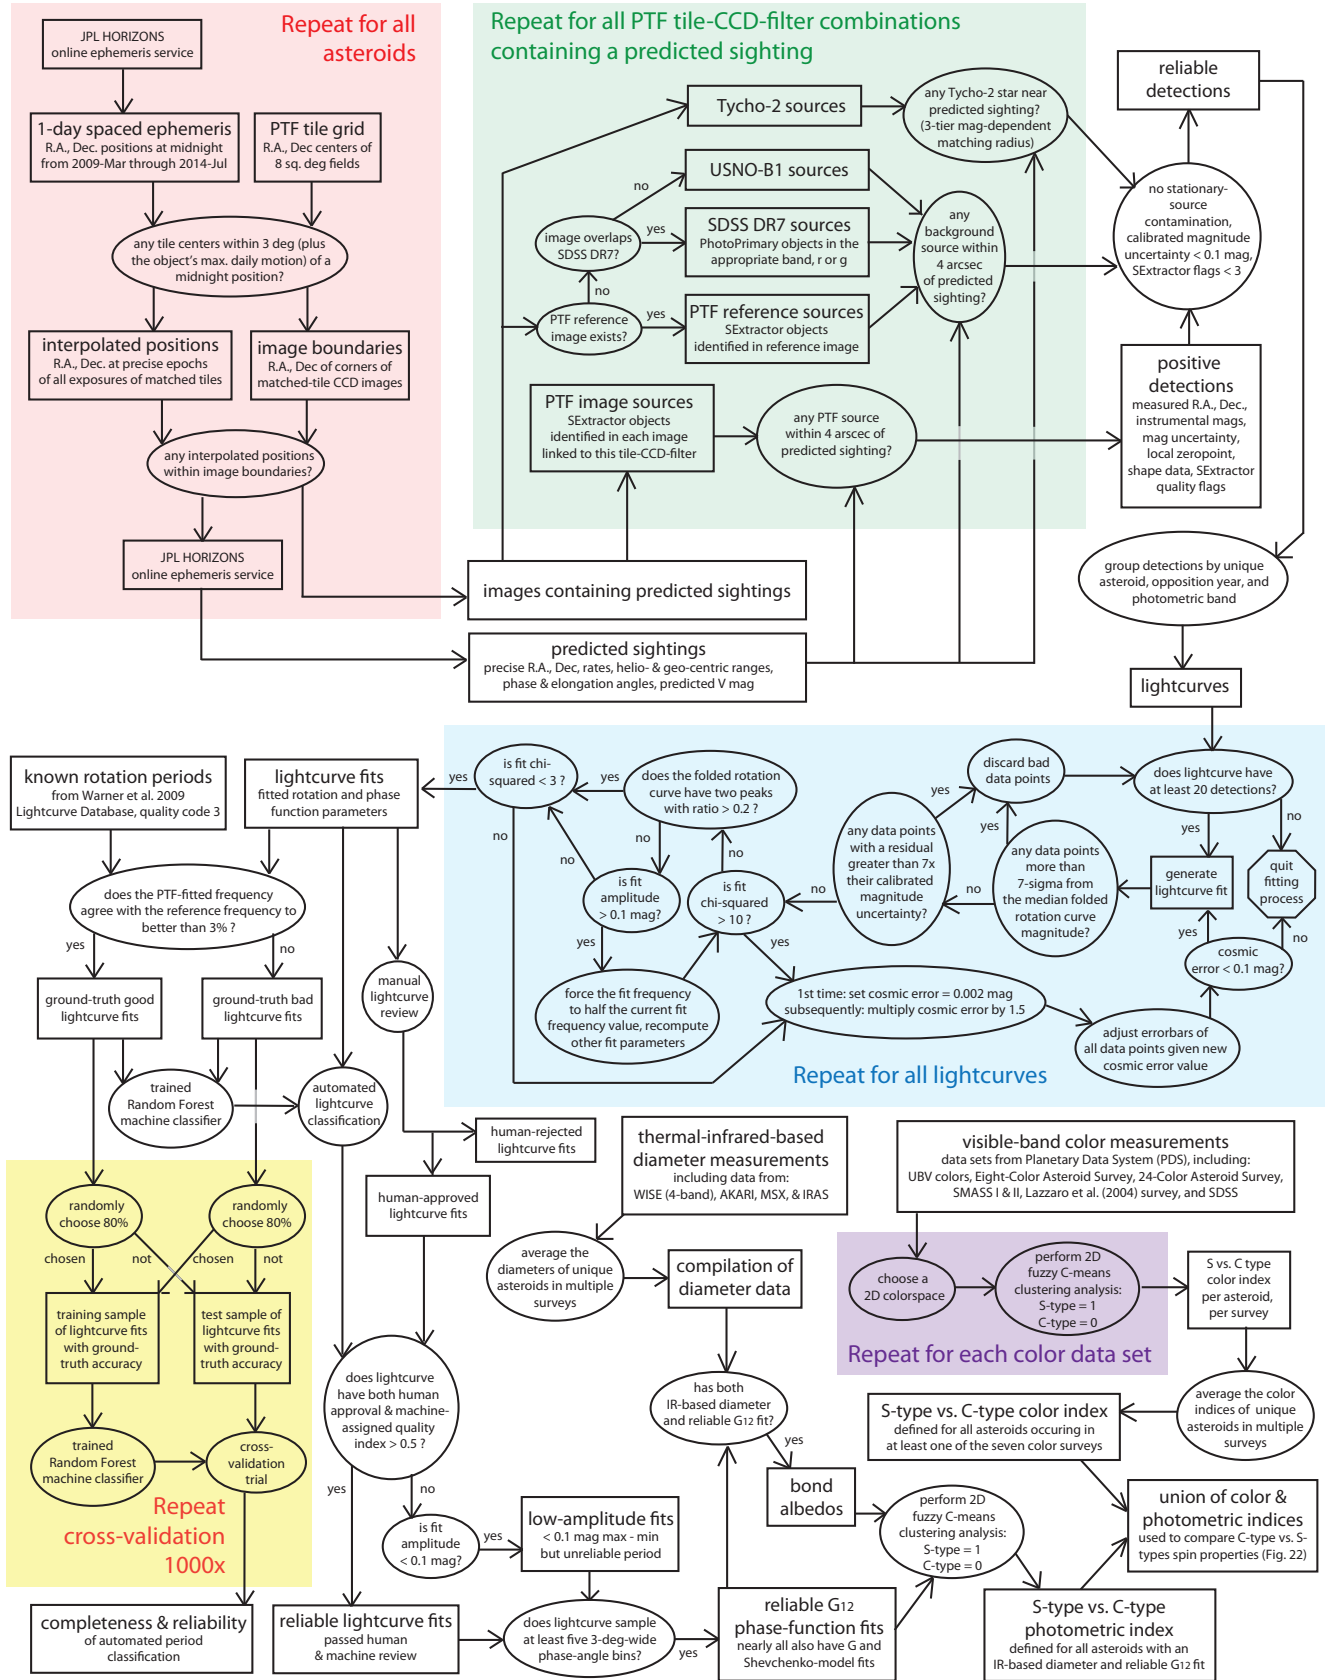 Repeat for all
asteroids
JPL HORIZONS
online ephemeris service
1-day spaced ephemeris
R.A., Dec. positions at midnight
from 2009-Mar through 2014-Jul
PTF tile grid
R.A., Dec centers of
8 sq. deg fields
any tile centers within 3 deg (plus
the object's max. daily motion) of a
midnight position?
interpolated positions
R.A., Dec. at precise epochs
of all exposures of matched tiles
image boundaries
R.A., Dec of corners of
matched-tile CCD images
any interpolated positions
within image boundaries?
JPL HORIZONS
online ephemeris service
Repeat for all PTF tile-CCD-filter combinations
containing a predicted sighting
Tycho-2 sources
any Tycho-2 star near
predicted sighting?
(3-tier mag-dependent
matching radius)
USNO-B1 sources
no
image overlaps
SDSS DR7?
yes
SDSS DR7 sources
PhotoPrimary objects in the
appropriate band, r or g
any
background
source within
4 arcsec
of predicted
sighting?
no
PTF reference
image exists?
yes
PTF reference sources
SExtractor objects
identified in reference image
PTF image sources
SExtractor objects
identified in each image
linked to this tile-CCD-filter
any PTF source
within 4 arscec of
predicted sighting?
reliable
detections
no stationary-
source
contamination,
calibrated magnitude
uncertainty < 0.1 mag,
SExtractor flags < 3
positive
detections
measured R.A., Dec.,
instrumental mags,
mag uncertainty,
local zeropoint,
shape data, SExtractor
quality flags
group detections by unique
asteroid, opposition year, and
photometric band
images containing predicted sightings
predicted sightings
precise R.A., Dec, rates, helio- & geo-centric ranges,
phase & elongation angles, predicted V mag
lightcurves
known rotation periods
from Warner et al. 2009
Lightcurve Database, quality code 3
lightcurve fits
fitted rotation and phase
function parameters
yes
is fit chi-
squared < 3 ?
yes
does the folded rotation
curve have two peaks
with ratio > 0.2 ?
discard bad
data points
does lightcurve have
at least 20 detections?
no
no
no
no
yes
yes
yes
no
is fit
amplitude
> 0.1 mag?
is fit
chi-squared
> 10 ?
no
any data points
with a residual
greater than 7x
their calibrated
magnitude
uncertainty?
no
any data points
more than
7-sigma from
the median folded
rotation curve
magnitude?
generate
lightcurve fit
quit
fitting
process
yes
yes
yes
no
cosmic
error < 0.1 mag?
force the fit frequency
to half the current fit
frequency value, recompute
other fit parameters
1st time: set cosmic error = 0.002 mag
subsequently: multiply cosmic error by 1.5
adjust errorbars of
all data points given new
cosmic error value
Repeat for all lightcurves
does the PTF-fitted frequency
agree with the reference frequency to
better than 3% ?
yes
no
ground-truth good
lightcurve fits
ground-truth bad
lightcurve fits
manual
lightcurve
review
trained
Random Forest
machine classifier
automated
lightcurve
classification
human-rejected
lightcurve fits
human-approved
lightcurve fits
randomly
choose 80%
randomly
choose 80%
chosen
not
chosen
not
training sample
of lightcurve fits
with ground-
truth accuracy
test sample of
lightcurve fits
with ground-
truth accuracy
trained
Random Forest
machine classifier
cross-
validation
trial
Repeat
cross-validation
1000x
completeness & reliability
of automated period
classification
thermal-infrared-based
diameter measurements
including data from:
WISE (4-band), AKARI, MSX, & IRAS
average the
diameters of unique
asteroids in multiple
surveys
compilation of
diameter data
visible-band color measurements
data sets from Planetary Data System (PDS), including:
UBV colors, Eight-Color Asteroid Survey, 24-Color Asteroid Survey,
SMASS I & II, Lazzaro et al. (2004) survey, and SDSS
choose a
2D colorspace
perform 2D
fuzzy C-means
clustering analysis:
S-type = 1
C-type = 0
Repeat for each color data set
S vs. C type
color index
per asteroid,
per survey
average the color
indices of unique
asteroids in multiple
surveys
S-type vs. C-type color index
defined for all asteroids occuring in
at least one of the seven color surveys
does lightcurve
have both human
approval & machine-
assigned quality
index > 0.5 ?
yes
no
is fit
amplitude
< 0.1 mag?
yes
low-amplitude fits
< 0.1 mag max - min
but unreliable period
has both
IR-based diameter
and reliable G12 fit?
yes
bond
albedos
perform 2D
fuzzy C-means
clustering analysis:
S-type = 1
C-type = 0
union of color &
photometric indices
used to compare C-type vs. S-
types spin properties (Fig. 22)
reliable lightcurve fits
passed human
& machine review
does lightcurve sample
at least five 3-deg-wide
phase-angle bins?
yes
reliable G12
phase-function fits
nearly all also have G and
Shevchenko-model fits
S-type vs. C-type
photometric index
defined for all asteroids with an
IR-based diameter and reliable G12 fit